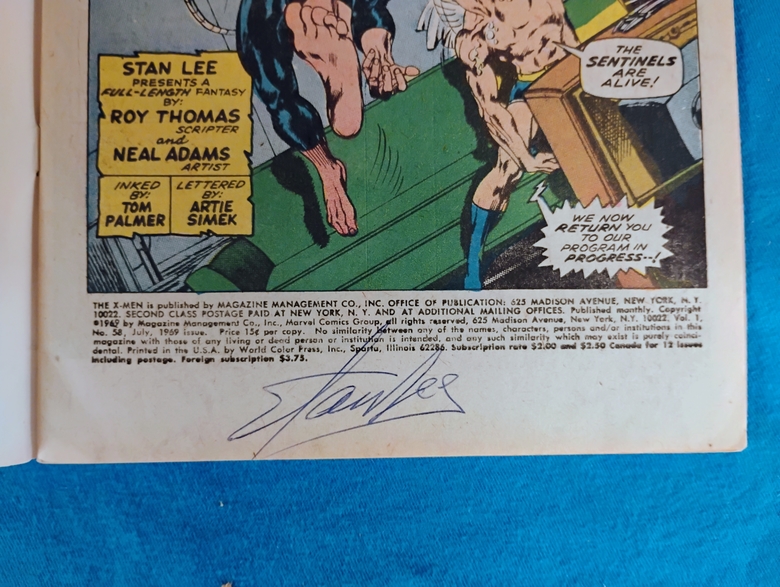 STAN LEE
PRESENTS A
FULL-LENGTH FANTASY
BY:
ROY THOMAS
SCRIPTER
and
NEAL ADAMS
ARTIST
INKED
BY:
TOM
PALMER
LETTERED
BY:
ARTIE
SIMEK
THE
SENTINELS
ARE
ALIVE!
WE NOW
RETURN YOU
TO OUR
PROGRAM IN
PROGRESS--!
THE X-MEN is published by MAGAZINE MANAGEMENT CO., INC. OFFICE OF PUBLICATION: 625 MADISON AVENUE, NEW YORK, N. Y.
10022. SECOND CLASS POSTAGE PAID AT NEW YORK, N. Y. AND AT ADDITIONAL MAILING OFFICES. Published monthly. Copyright
©1969 by Magazine Management Co., Inc., Marvel Comics Group, all rights reserved, 625 Madison Avenue, New York, N.Y. 10022. Vol. 1,
No. 58, July, 1969 issue. Price 15¢ per copy. No similarity between any of the names, characters, persons and/or institutions in this
magazine with those of any living or dead person or institution is intended, and any such similarity which may exist is purely coinci-
dental. Printed in the U.S.A. by World Color Press, Inc., Sparta, Illinois 62286. Subscription rate $2.00 and $2.50 Canada for 12 issues
including postage. Foreign subscription $3.75.
Stan Lee